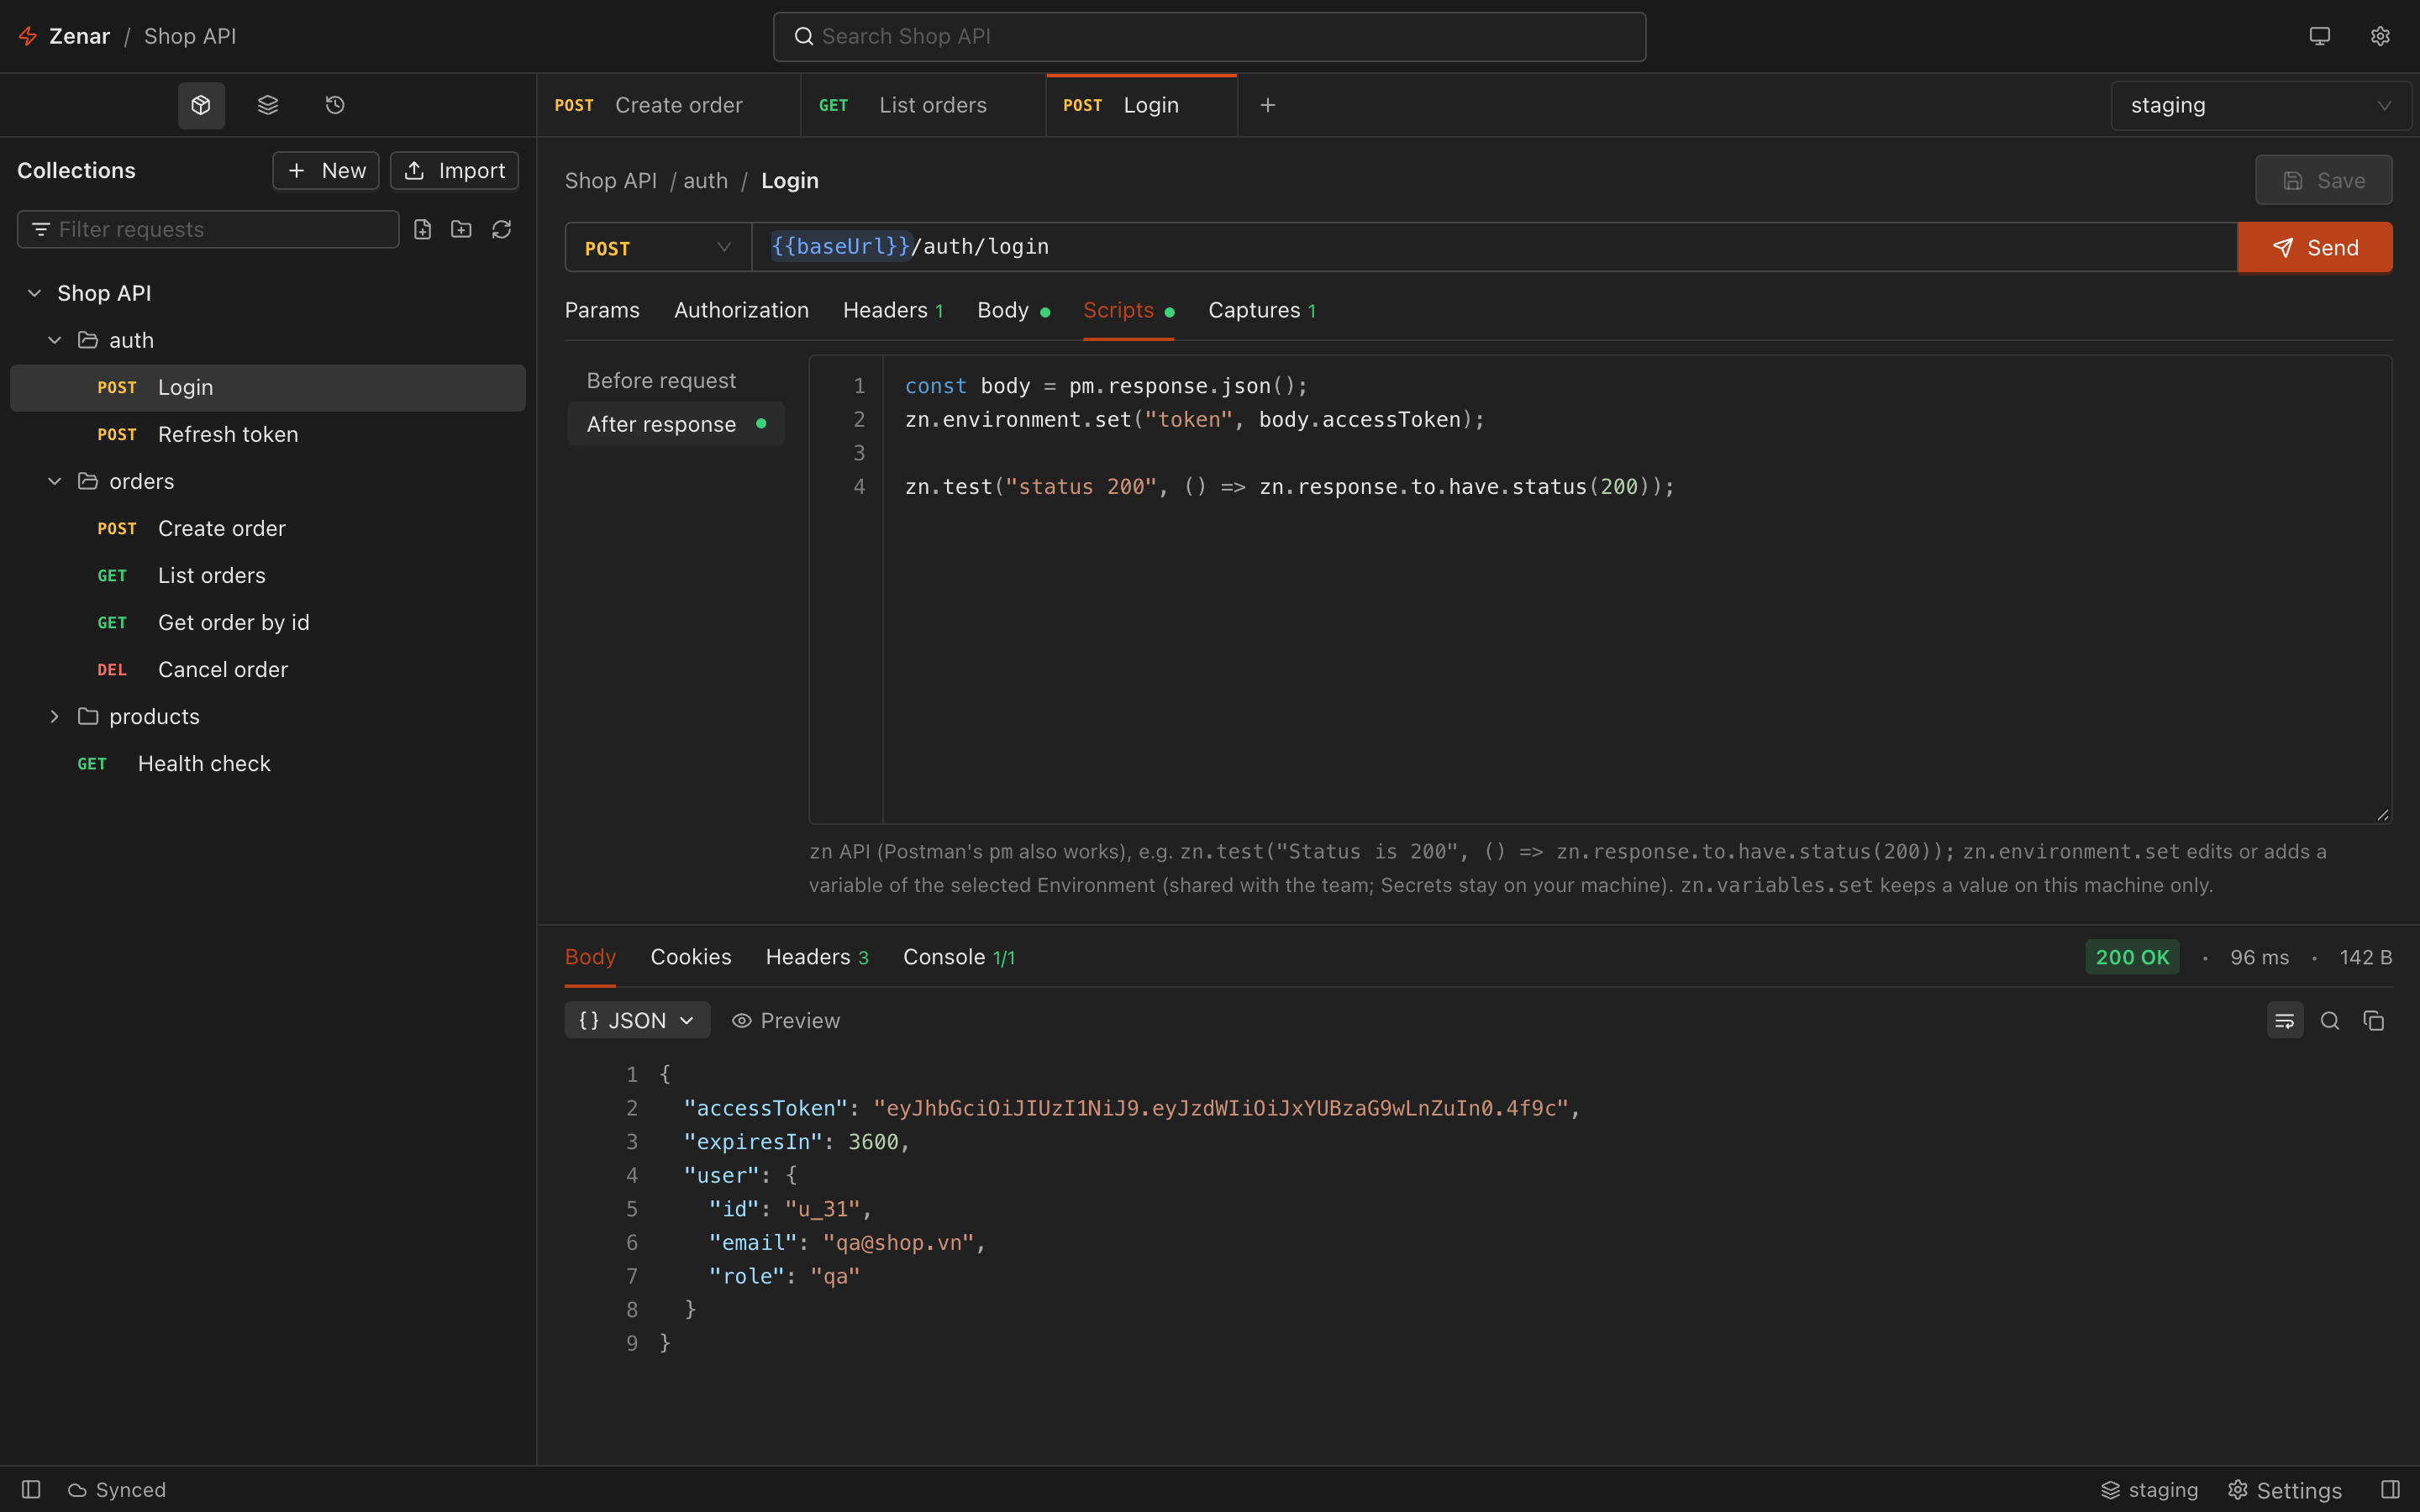 Zenar / Shop API
Search Shop API
POST Create order
GET List orders
POST Login
staging
Collections
New
Import
Filter requests
Shop API
auth
POST Login
POST Refresh token
orders
POST Create order
GET List orders
GET Get order by id
DEL Cancel order
products
GET Health check
Shop API / auth / Login
Save
POST
{{baseUrl}}/auth/login
Send
Params
Authorization
Headers 1
Body
Scripts
Captures 1
Before request
After response
1 const body = pm.response.json();
2 zn.environment.set("token", body.accessToken);
3
4 zn.test("status 200", () => zn.response.to.have.status(200));
zn API (Postman's pm also works), e.g. zn.test("Status is 200", () => zn.response.to.have.status(200)); zn.environment.set edits or adds a
variable of the selected Environment (shared with the team; Secrets stay on your machine). zn.variables.set keeps a value on this machine only.
Body
Cookies
Headers 3
Console 1/1
200 OK • 96 ms • 142 B
{} JSON
Preview
1 {
2 "accessToken": "eyJhbGciOiJIUzI1NiJ9.eyJzdWIiOiJxYUBzaG9wLnZuIn0.4f9c",
3 "expiresIn": 3600,
4 "user": {
5 "id": "u_31",
6 "email": "qa@shop.vn",
7 "role": "qa"
8 }
9 }
Synced
staging
Settings